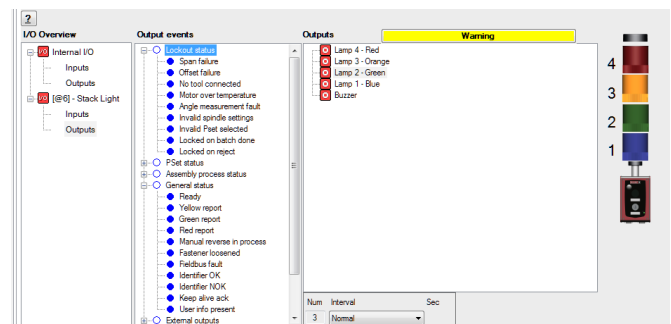 ?
I/O Overview
Output events
Outputs
Warning
I/O Internal I/O
Inputs
Outputs
I/O [@6] - Stack Light
Inputs
Outputs
Lockout status
Span failure
Offset failure
No tool connected
Motor over temperature
Angle measurement fault
Invalid spindle settings
Invalid Pset selected
Locked on batch done
Locked on reject
PSet status
Assembly process status
General status
Ready
Yellow report
Green report
Red report
Manual reverse in process
Fastener loosened
Fieldbus fault
Identifier OK
Identifier NOK
Keep alive ack
User info present
External outputs
O Lamp 4 - Red
O Lamp 3 - Orange
O Lamp 2 - Green
O Lamp 1 - Blue
O Buzzer
Num Interval Sec
3 Normal
4
3
2
1